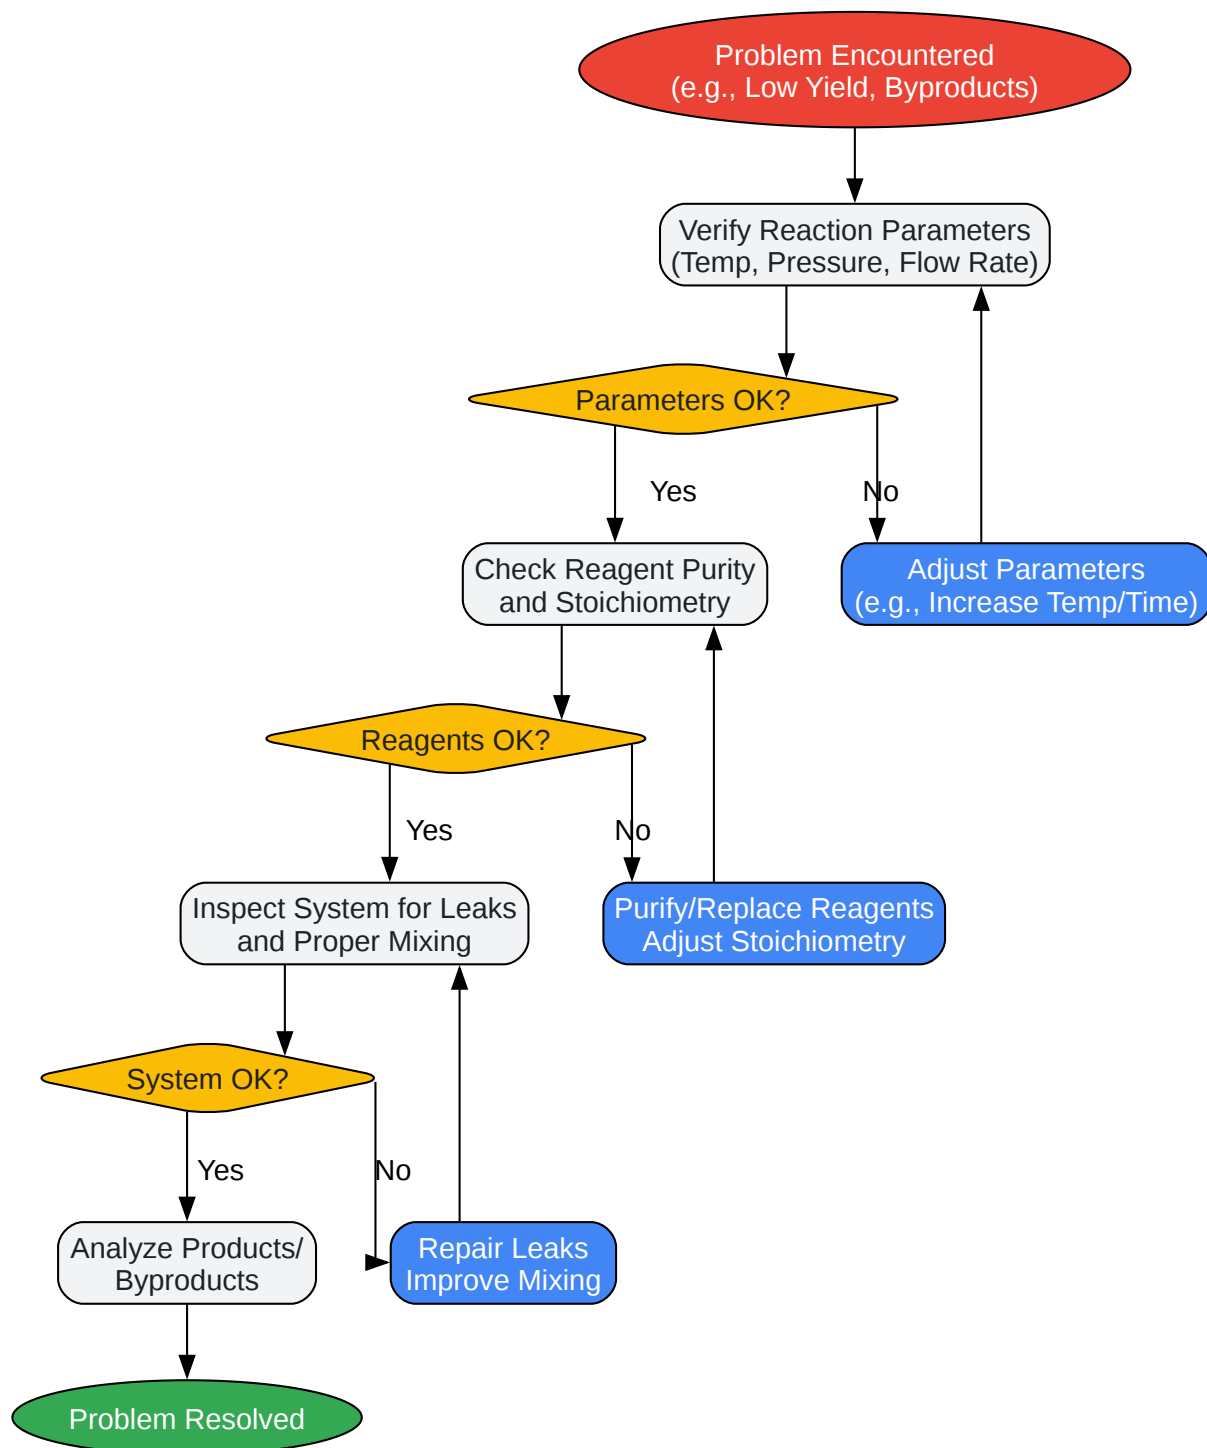 Problem Encountered
(e.g., Low Yield, Byproducts)
Verify Reaction Parameters
(Temp, Pressure, Flow Rate)
Parameters OK?
Yes
No
Check Reagent Purity
and Stoichiometry
Adjust Parameters
(e.g., Increase Temp/Time)
Reagents OK?
Yes
No
Inspect System for Leaks
and Proper Mixing
Purify/Replace Reagents
Adjust Stoichiometry
System OK?
Yes
No
Analyze Products/
Byproducts
Repair Leaks
Improve Mixing
Problem Resolved